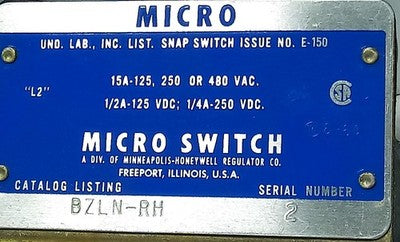 MICRO
UND. LAB., INC. LIST. SNAP SWITCH ISSUE NO. E-150
"L2" 15A-125, 250 OR 480 VAC.
1/2A-125 VDC; 1/4A-250 VDC.
MICRO SWITCH
A DIV. OF MINNEAPOLIS-HONEYWELL REGULATOR CO.
FREEPORT, ILLINOIS, U.S.A.
CATALOG LISTING SERIAL NUMBER
BZLN-RH 2